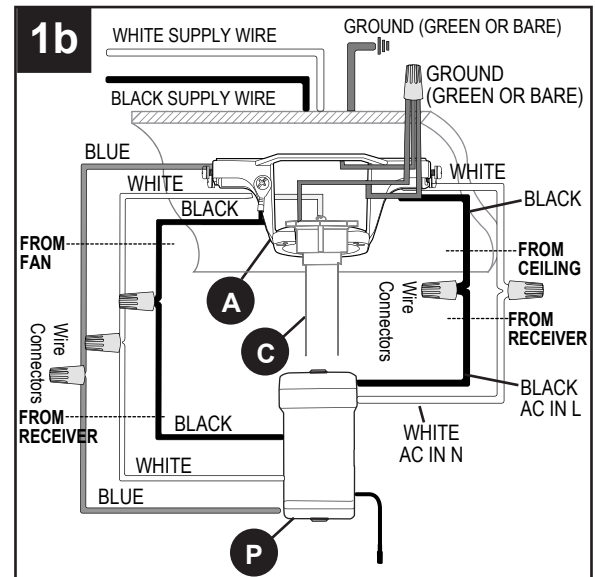 1b
WHITE SUPPLY WIRE
GROUND (GREEN OR BARE)
GROUND
(GREEN OR BARE)
BLACK SUPPLY WIRE
BLUE
WHITE
WHITE
BLACK
BLACK
FROM
FAN
FROM
CEILING
A
Wire
Connectors
Wire
Connectors
C
FROM
RECEIVER
FROM
RECEIVER
BLACK
AC IN L
BLACK
WHITE
AC IN N
WHITE
BLUE
P